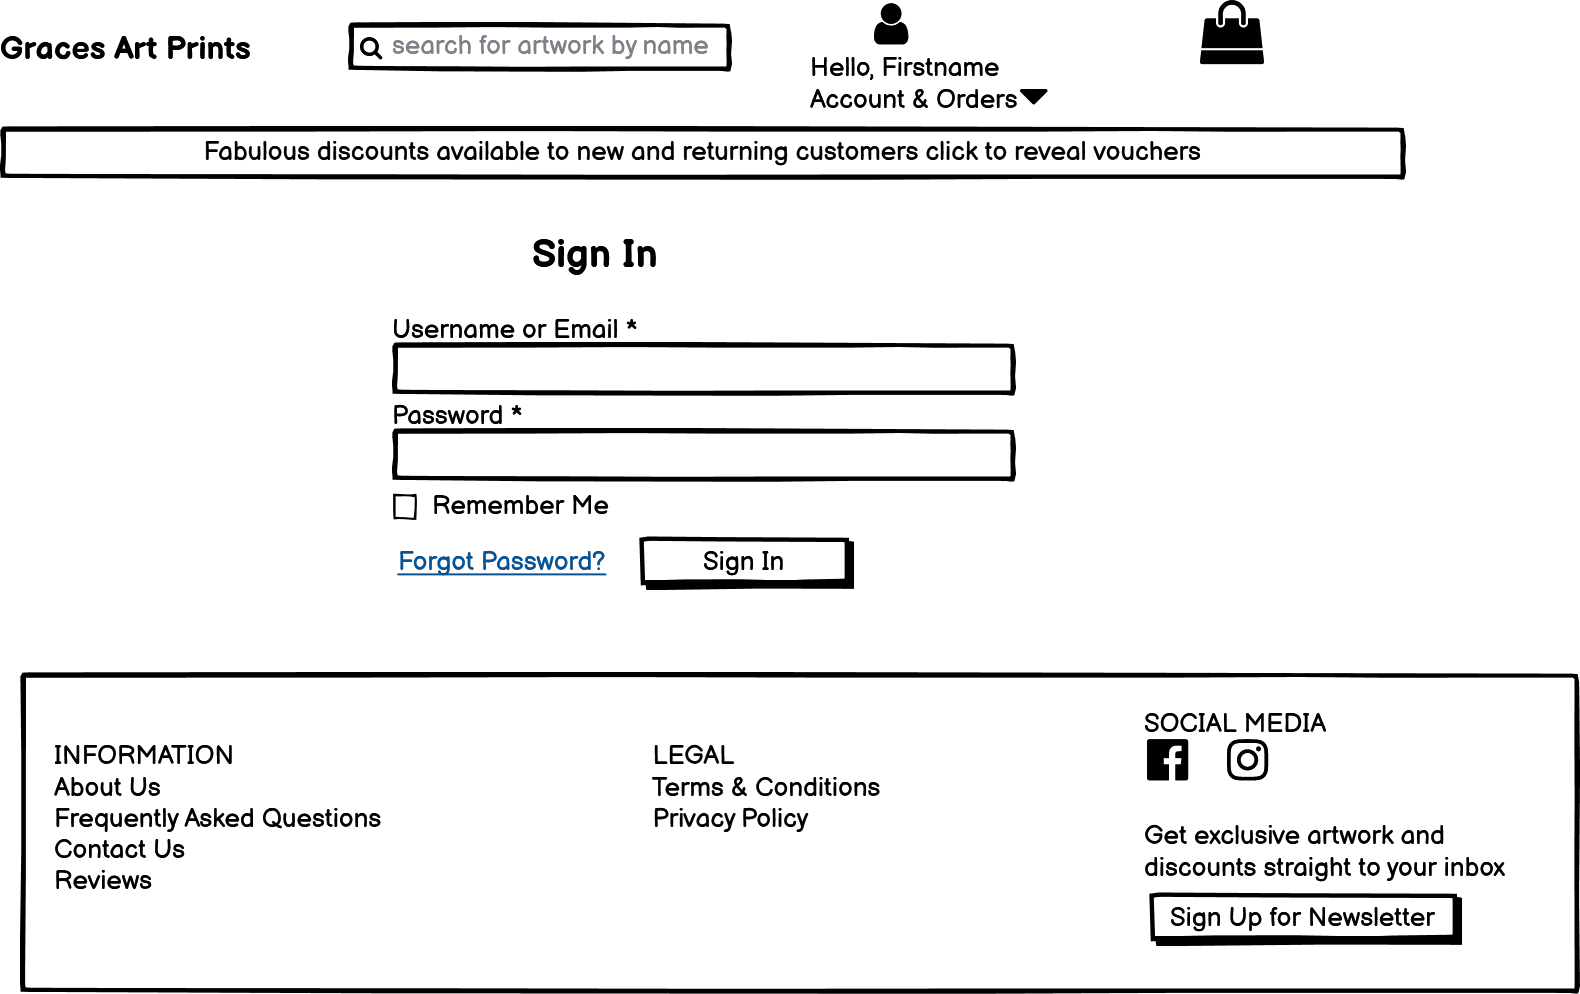 Graces Art Prints
search for artwork by name
Hello, Firstname
Account & Orders
Fabulous discounts available to new and returning customers click to reveal vouchers
Sign In
Username or Email *
Password *
Remember Me
Forgot Password?
Sign In
INFORMATION
About Us
Frequently Asked Questions
Contact Us
Reviews
LEGAL
Terms & Conditions
Privacy Policy
SOCIAL MEDIA
Get exclusive artwork and
discounts straight to your inbox
Sign Up for Newsletter